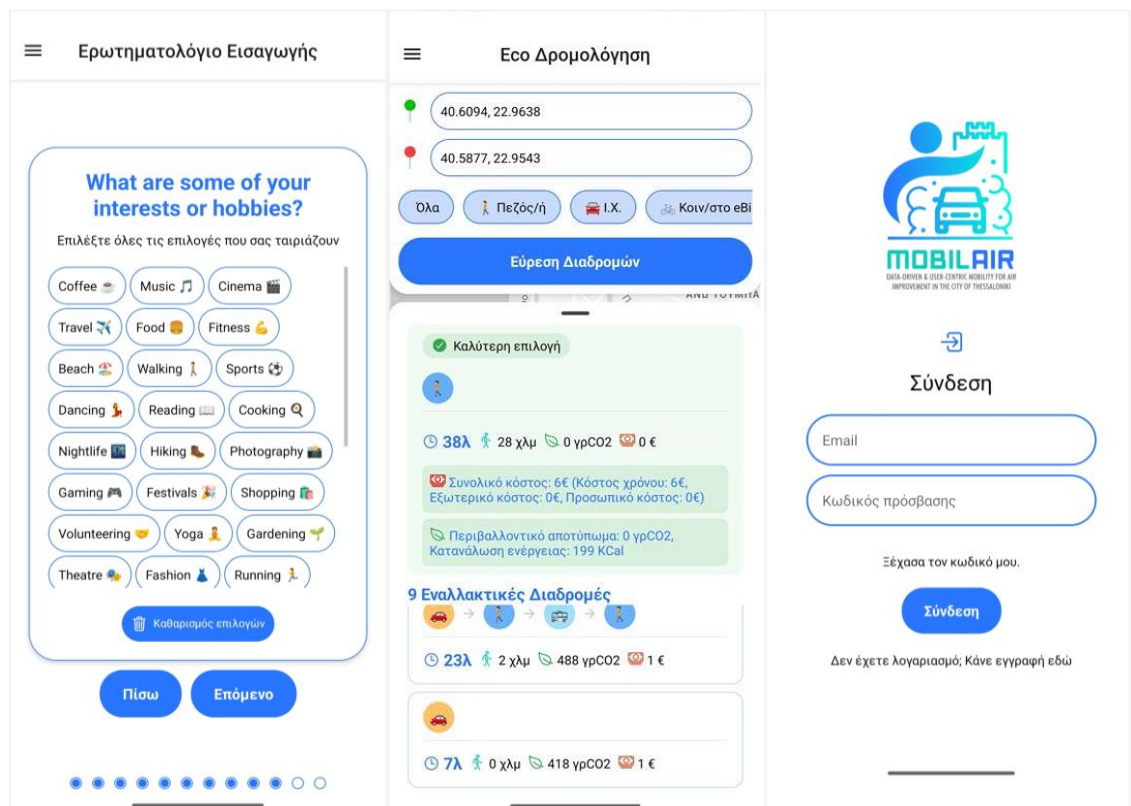 Ερωτηματολόγιο Εισαγωγής
What are some of your
interests or hobbies?
Επιλέξτε όλες τις επιλογές που σας ταιριάζουν
Coffee
Music
Cinema
Travel
Food
Fitness
Beach
Walking
Sports
Dancing
Reading
Cooking
Nightlife
Hiking
Photography
Gaming
Festivals
Shopping
Volunteering
Yoga
Gardening
Theatre
Fashion
Running
Καθαρισμός επιλογών
Πίσω
Επόμενο
Eco Δρομολόγηση
40.6094, 22.9638
40.5877, 22.9543
Όλα
Πεζός/ή
Ι.Χ.
Κοιν/στο eBi
Εύρεση Διαδρομών
ΑΝΩ ΤΟΥΜΠΑ
Καλύτερη επιλογή
38λ 28 χλμ 0 γρCO2 0 €
Συνολικό κόστος: 6€ (Κόστος χρόνου: 6€,
Εξωτερικό κόστος: 0€, Προσωπικό κόστος: 0€)
Περιβαλλοντικό αποτύπωμα: 0 γρCO2,
Κατανάλωση ενέργειας: 199 KCal
9 Εναλλακτικές Διαδρομές
23λ 2 χλμ 488 γρCO2 1 €
7λ 0 χλμ 418 γρCO2 1 €
MOBILAIR
DATA-DRIVEN & USER-CENTRIC MOBILITY FOR AIR
IMPROVEMENT IN THE CITY OF THESSALONIKI
Σύνδεση
Email
Κωδικός πρόσβασης
Ξέχασα τον κωδικό μου.
Σύνδεση
Δεν έχετε λογαριασμό; Κάνε εγγραφή εδώ